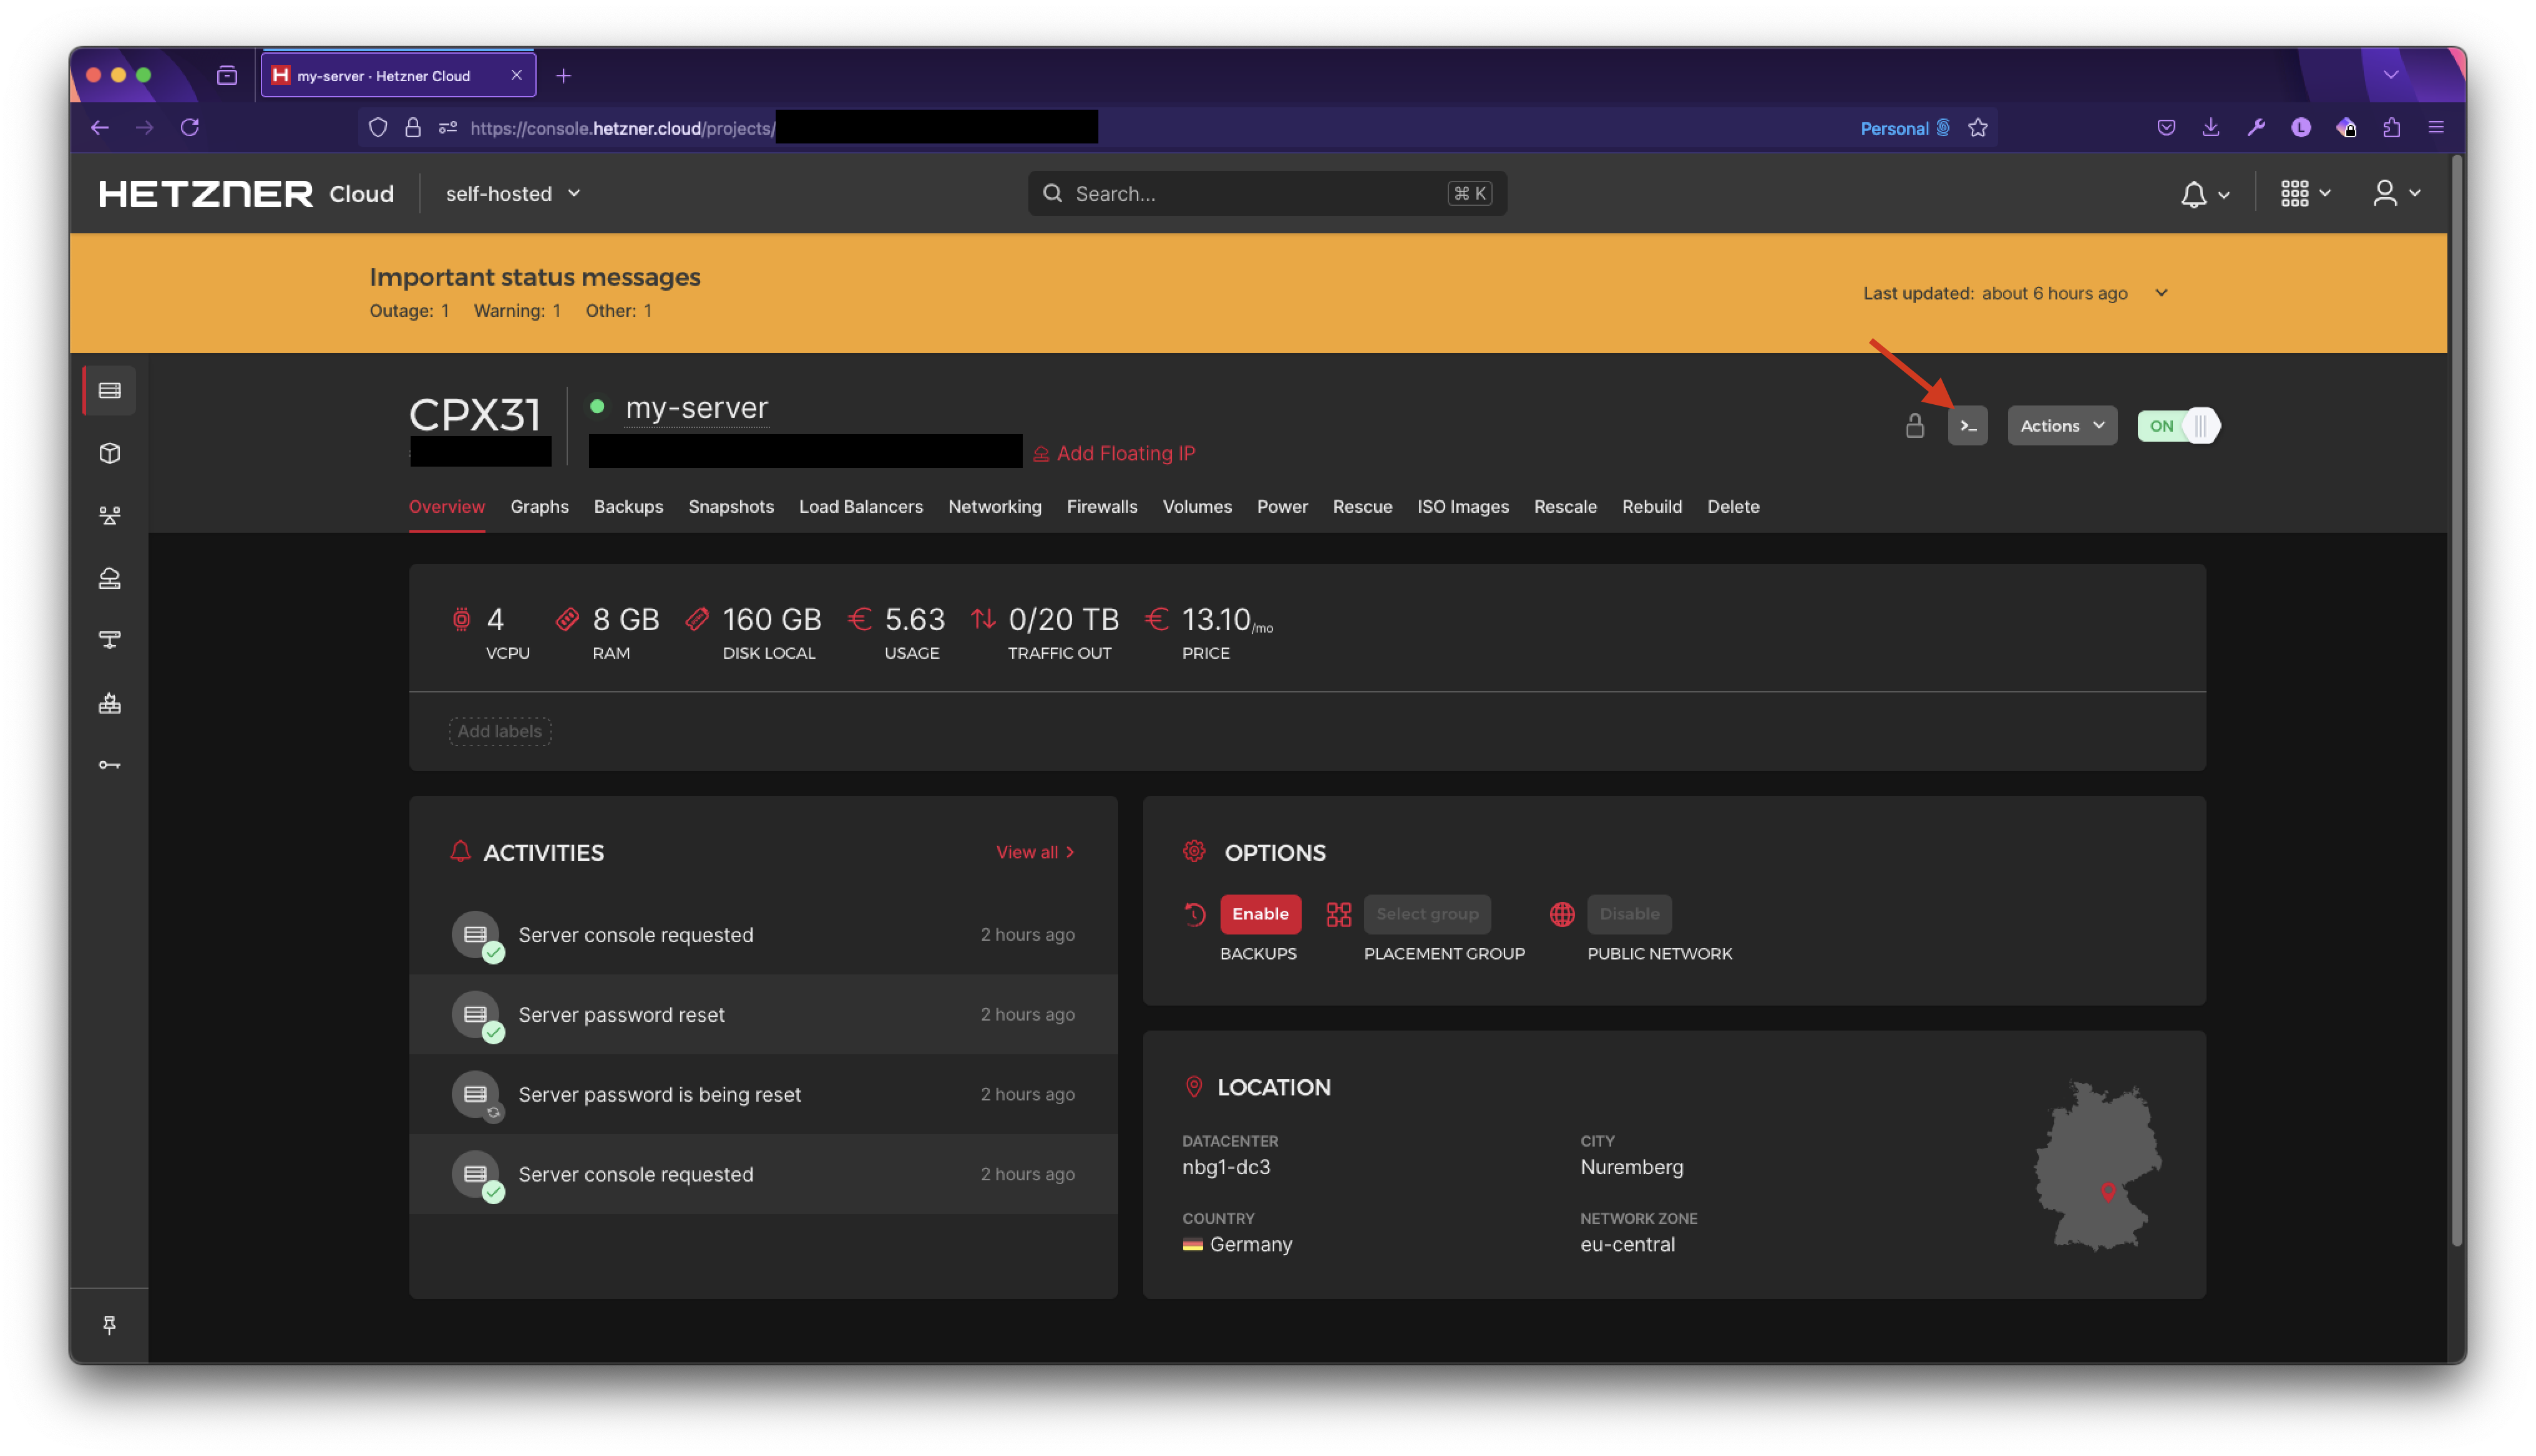 my-server · Hetzner Cloud
https://console.hetzner.cloud/projects/
Personal
L
HETZNER Cloud
self-hosted
Search...
⌘ K
Important status messages
Outage: 1 Warning: 1 Other: 1
Last updated: about 6 hours ago
CPX31
my-server
Add Floating IP
>_
Actions
ON
Overview Graphs Backups Snapshots Load Balancers Networking Firewalls Volumes Power Rescue ISO Images Rescale Rebuild Delete
4 8 GB 160 GB € 5.63 0/20 TB € 13.10/mo
VCPU RAM DISK LOCAL USAGE TRAFFIC OUT PRICE
Add labels
ACTIVITIES
View all
Server console requested 2 hours ago
Server password reset 2 hours ago
Server password is being reset 2 hours ago
Server console requested 2 hours ago
OPTIONS
Enable Select group Disable
BACKUPS PLACEMENT GROUP PUBLIC NETWORK
LOCATION
DATACENTER CITY
nbg1-dc3 Nuremberg
COUNTRY NETWORK ZONE
Germany eu-central